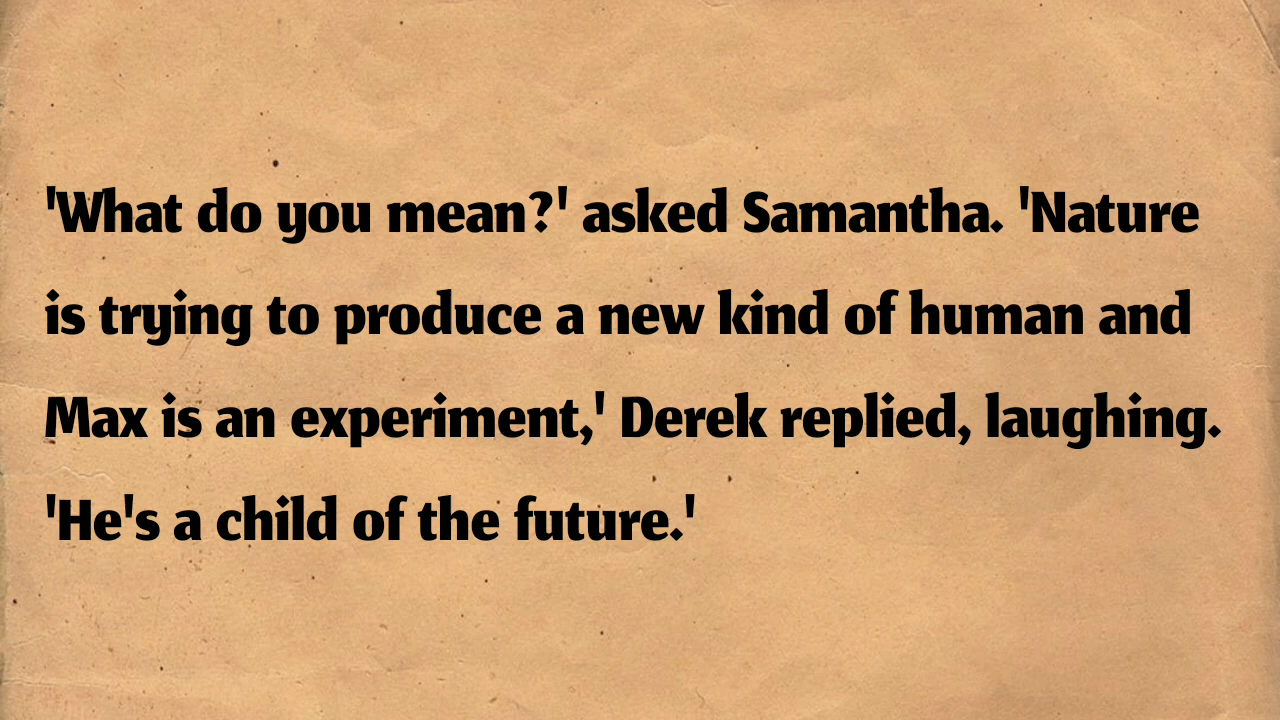 'What do you mean?' asked Samantha. 'Nature
is trying to produce a new kind of human and
Max is an experiment,' Derek replied, laughing.
'He's a child of the future.'